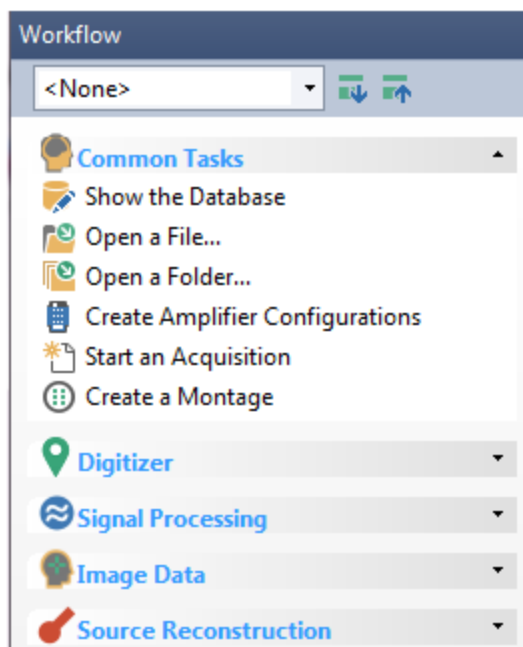 Workflow
<None>
Common Tasks
Show the Database
Open a File...
Open a Folder...
Create Amplifier Configurations
Start an Acquisition
Create a Montage
Digitizer
Signal Processing
Image Data
Source Reconstruction